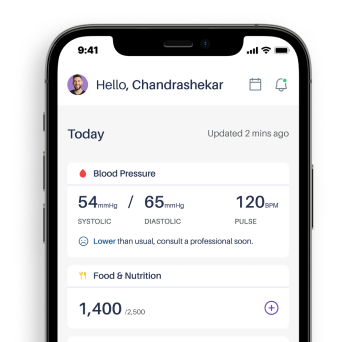 9:41
Hello, Chandrashekar
Today
Updated 2 mins ago
Blood Pressure
54mmHg / 65mmHg 120BPM
SYSTOLIC DIASTOLIC PULSE
Lower than usual, consult a professional soon.
Food & Nutrition
1,400 /2,500